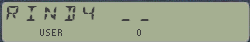 RIND4 _ _
USER 0